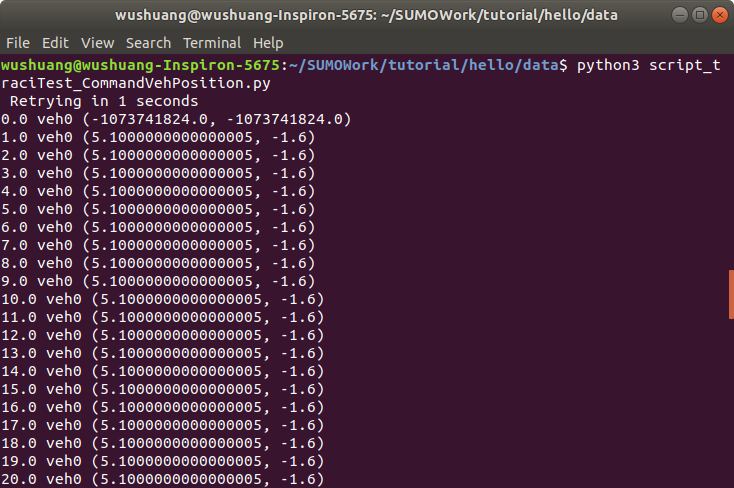 wushuang@wushuang-Inspiron-5675: ~/SUMOWork/tutorial/hello/data
File Edit View Search Terminal Help
wushuang@wushuang-Inspiron-5675:~/SUMOWork/tutorial/hello/data$ python3 script_t
raciTest_CommandVehPosition.py
 Retrying in 1 seconds
0.0 veh0 (-1073741824.0, -1073741824.0)
1.0 veh0 (5.1000000000000005, -1.6)
2.0 veh0 (5.1000000000000005, -1.6)
3.0 veh0 (5.1000000000000005, -1.6)
4.0 veh0 (5.1000000000000005, -1.6)
5.0 veh0 (5.1000000000000005, -1.6)
6.0 veh0 (5.1000000000000005, -1.6)
7.0 veh0 (5.1000000000000005, -1.6)
8.0 veh0 (5.1000000000000005, -1.6)
9.0 veh0 (5.1000000000000005, -1.6)
10.0 veh0 (5.1000000000000005, -1.6)
11.0 veh0 (5.1000000000000005, -1.6)
12.0 veh0 (5.1000000000000005, -1.6)
13.0 veh0 (5.1000000000000005, -1.6)
14.0 veh0 (5.1000000000000005, -1.6)
15.0 veh0 (5.1000000000000005, -1.6)
16.0 veh0 (5.1000000000000005, -1.6)
17.0 veh0 (5.1000000000000005, -1.6)
18.0 veh0 (5.1000000000000005, -1.6)
19.0 veh0 (5.1000000000000005, -1.6)
20.0 veh0 (5.1000000000000005, -1.6)